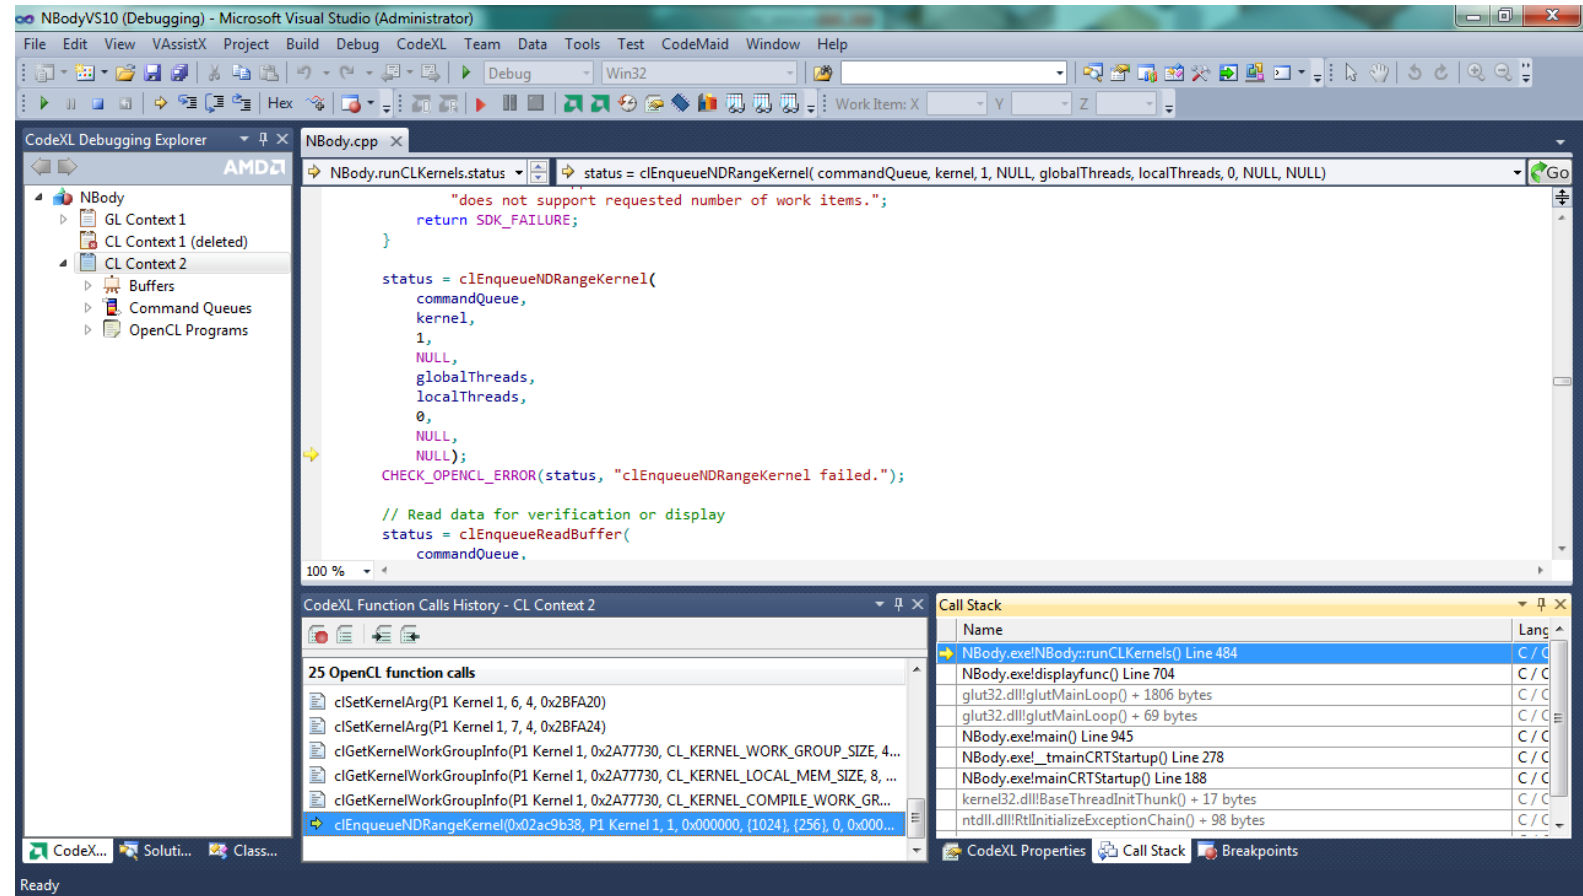 NBodyVS10 (Debugging) - Microsoft Visual Studio (Administrator)
File Edit View VAssistX Project Build Debug CodeXL Team Data Tools Test CodeMaid Window Help
Debug Win32
Hex Work Item: X Y Z
CodeXL Debugging Explorer
AMD
NBody
GL Context 1
CL Context 1 (deleted)
CL Context 2
Buffers
Command Queues
OpenCL Programs
CodeX... Soluti... Class...
NBody.cpp
NBody.runCLKernels.status status = clEnqueueNDRangeKernel( commandQueue, kernel, 1, NULL, globalThreads, localThreads, 0, NULL, NULL) Go
"does not support requested number of work items.";
return SDK_FAILURE;
}
status = clEnqueueNDRangeKernel(
commandQueue,
kernel,
1,
NULL,
globalThreads,
localThreads,
0,
NULL,
NULL);
CHECK_OPENCL_ERROR(status, "clEnqueueNDRangeKernel failed.");
// Read data for verification or display
status = clEnqueueReadBuffer(
commandQueue,
100 %
CodeXL Function Calls History - CL Context 2
25 OpenCL function calls
clSetKernelArg(P1 Kernel 1, 6, 4, 0x2BFA20)
clSetKernelArg(P1 Kernel 1, 7, 4, 0x2BFA24)
clGetKernelWorkGroupInfo(P1 Kernel 1, 0x2A77730, CL_KERNEL_WORK_GROUP_SIZE, 4...
clGetKernelWorkGroupInfo(P1 Kernel 1, 0x2A77730, CL_KERNEL_LOCAL_MEM_SIZE, 8, ...
clGetKernelWorkGroupInfo(P1 Kernel 1, 0x2A77730, CL_KERNEL_COMPILE_WORK_GR...
clEnqueueNDRangeKernel(0x02ac9b38, P1 Kernel 1, 1, 0x000000, {1024}, {256}, 0, 0x000...
Call Stack
Name Lang
NBody.exe!NBody::runCLKernels() Line 484 C / C
NBody.exe!displayfunc() Line 704 C / C
glut32.dll!glutMainLoop() + 1806 bytes C / C
glut32.dll!glutMainLoop() + 69 bytes C / C
NBody.exe!main() Line 945 C / C
NBody.exe!__tmainCRTStartup() Line 278 C / C
NBody.exe!mainCRTStartup() Line 188 C / C
kernel32.dll!BaseThreadInitThunk() + 17 bytes C / C
ntdll.dll!RtlInitializeExceptionChain() + 98 bytes C / C
CodeXL Properties Call Stack Breakpoints
Ready